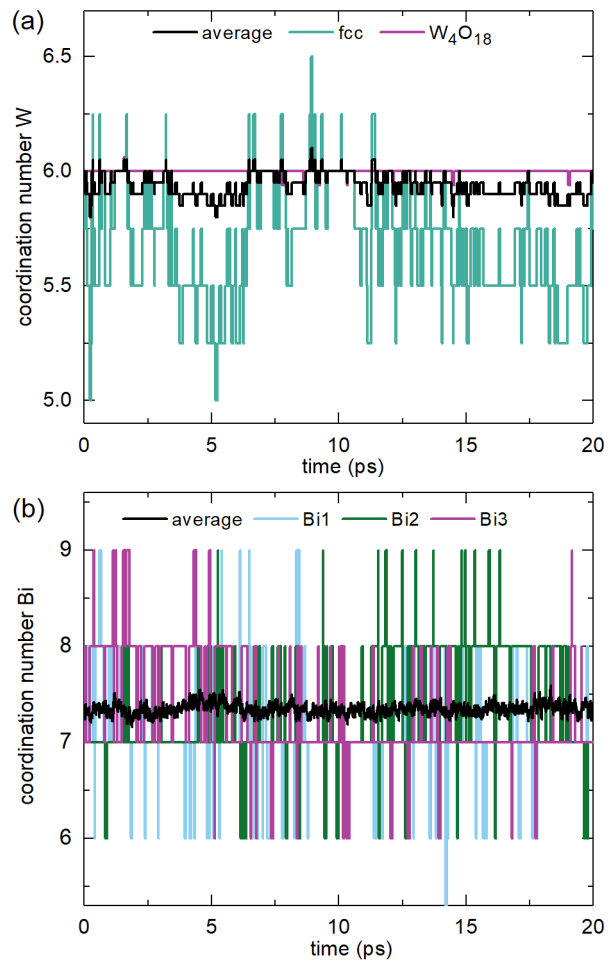 (a)
average fcc W₄O₁₈
6.5
6.0
5.5
5.0
coordination number W
0 5 10 15 20
time (ps)
(b)
average Bi1 Bi2 Bi3
9
8
7
6
coordination number Bi
0 5 10 15 20
time (ps)